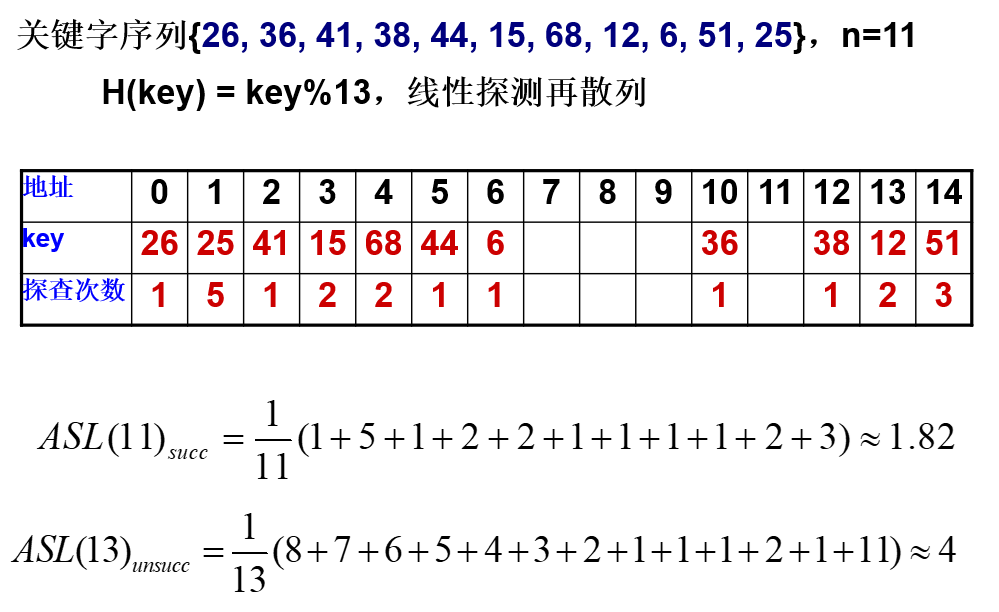 关键字序列{26, 36, 41, 38, 44, 15, 68, 12, 6, 51, 25}，n=11
H(key) = key%13，线性探测再散列
地址 0 1 2 3 4 5 6 7 8 9 10 11 12 13 14
key 26 25 41 15 68 44 6 36 38 12 51
探查次数 1 5 1 2 2 1 1 1 1 2 3
ASL(11)succ = 1/11 (1+5+1+2+2+1+1+1+1+2+3) ≈ 1.82
ASL(13)unsucc = 1/13 (8+7+6+5+4+3+2+1+1+1+2+1+11) ≈ 4